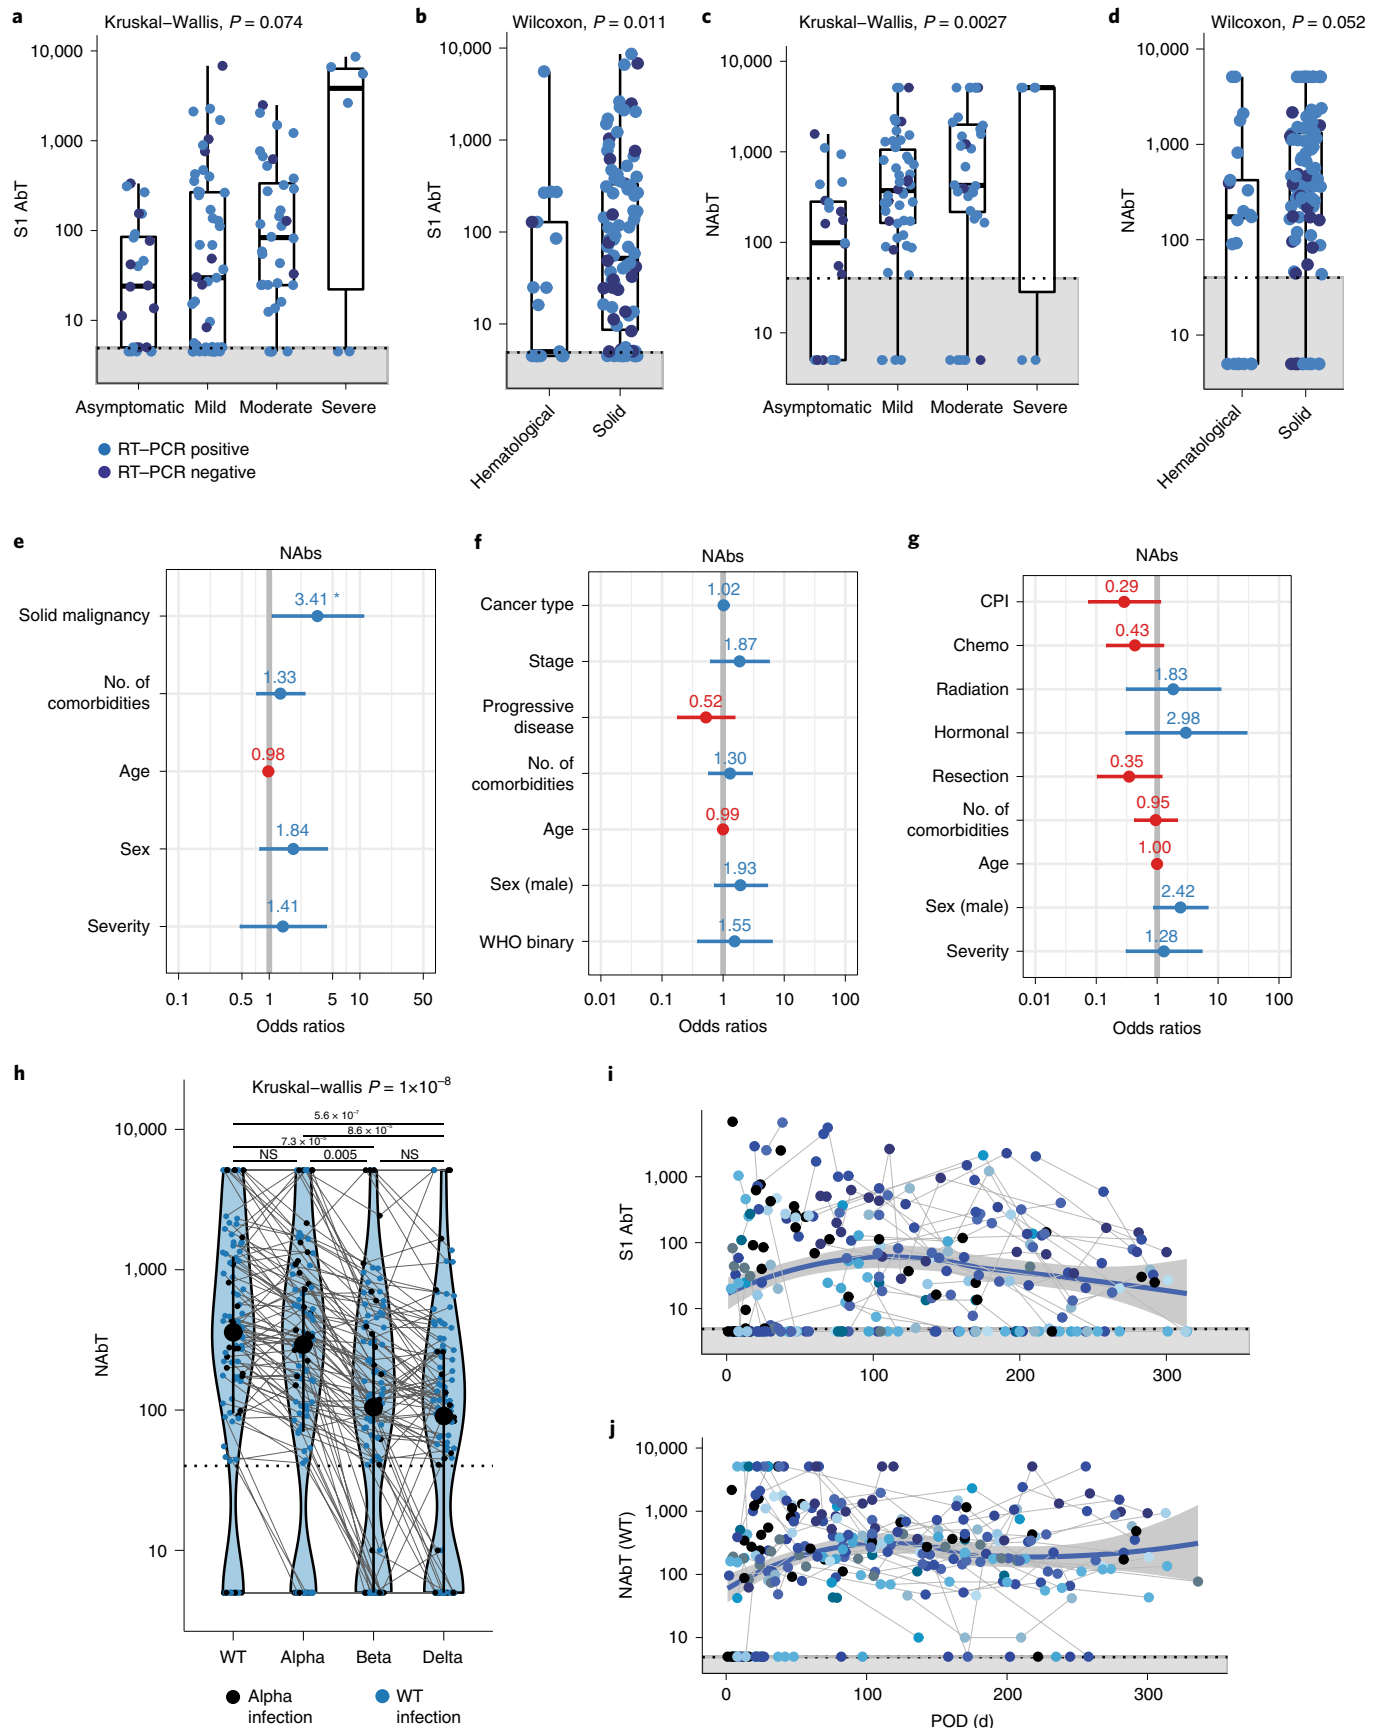 a
Kruskal–Wallis, P = 0.074
S1 AbT
10,000
1,000
100
10
Asymptomatic Mild Moderate Severe
RT–PCR positive
RT–PCR negative
b
Wilcoxon, P = 0.011
S1 AbT
10,000
1,000
100
10
Hematological
Solid
c
Kruskal–Wallis, P = 0.0027
NAbT
10,000
1,000
100
10
Asymptomatic Mild Moderate Severe
d
Wilcoxon, P = 0.052
NAbT
10,000
1,000
100
10
Hematological
Solid
e
NAbs
Solid malignancy
3.41 *
No. of
comorbidities
1.33
Age
0.98
Sex
1.84
Severity
1.41
0.1 0.5 1 5 10 50
Odds ratios
f
NAbs
Cancer type
1.02
Stage
1.87
Progressive
disease
0.52
No. of
comorbidities
1.30
Age
0.99
Sex (male)
1.93
WHO binary
1.55
0.01 0.1 1 10 100
Odds ratios
g
NAbs
CPI
0.29
Chemo
0.43
Radiation
1.83
Hormonal
2.98
Resection
0.35
No. of
comorbidities
0.95
Age
1.00
Sex (male)
2.42
Severity
1.28
0.01 0.1 1 10 100
Odds ratios
h
Kruskal–wallis P = 1×10⁻⁸
5.6 × 10⁻⁷
NS 0.005 NS
NAbT
10,000
1,000
100
10
WT Alpha Beta Delta
Alpha
infection
WT
infection
i
S1 AbT
1,000
100
10
0 100 200 300
j
NAbT (WT)
10,000
1,000
100
10
0 100 200 300
POD (d)